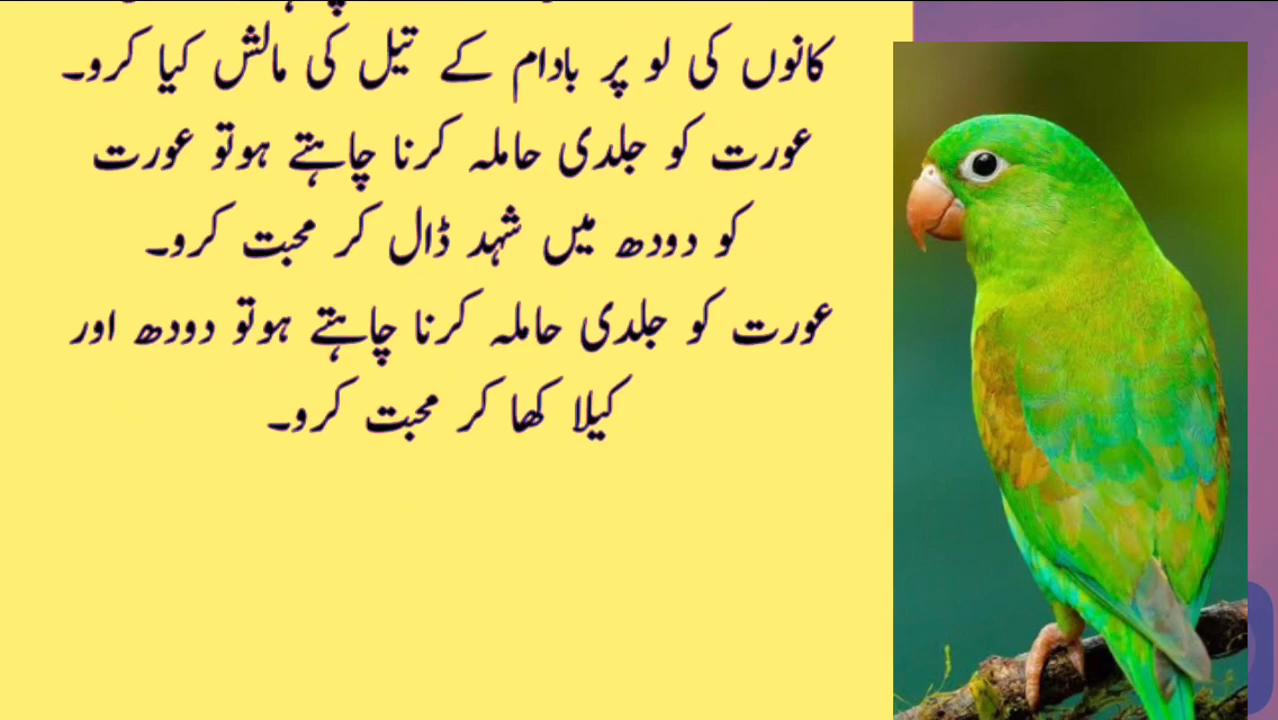 کانوں کی لو پر بادام کے تیل کی مالش کیا کرو۔
عورت کو جلدی حاملہ کرنا چاہتے ہوتو عورت
کو دودھ میں شہد ڈال کر محبت کرو۔
عورت کو جلدی حاملہ کرنا چاہتے ہوتو دودھ اور
کیلا کھا کر محبت کرو۔